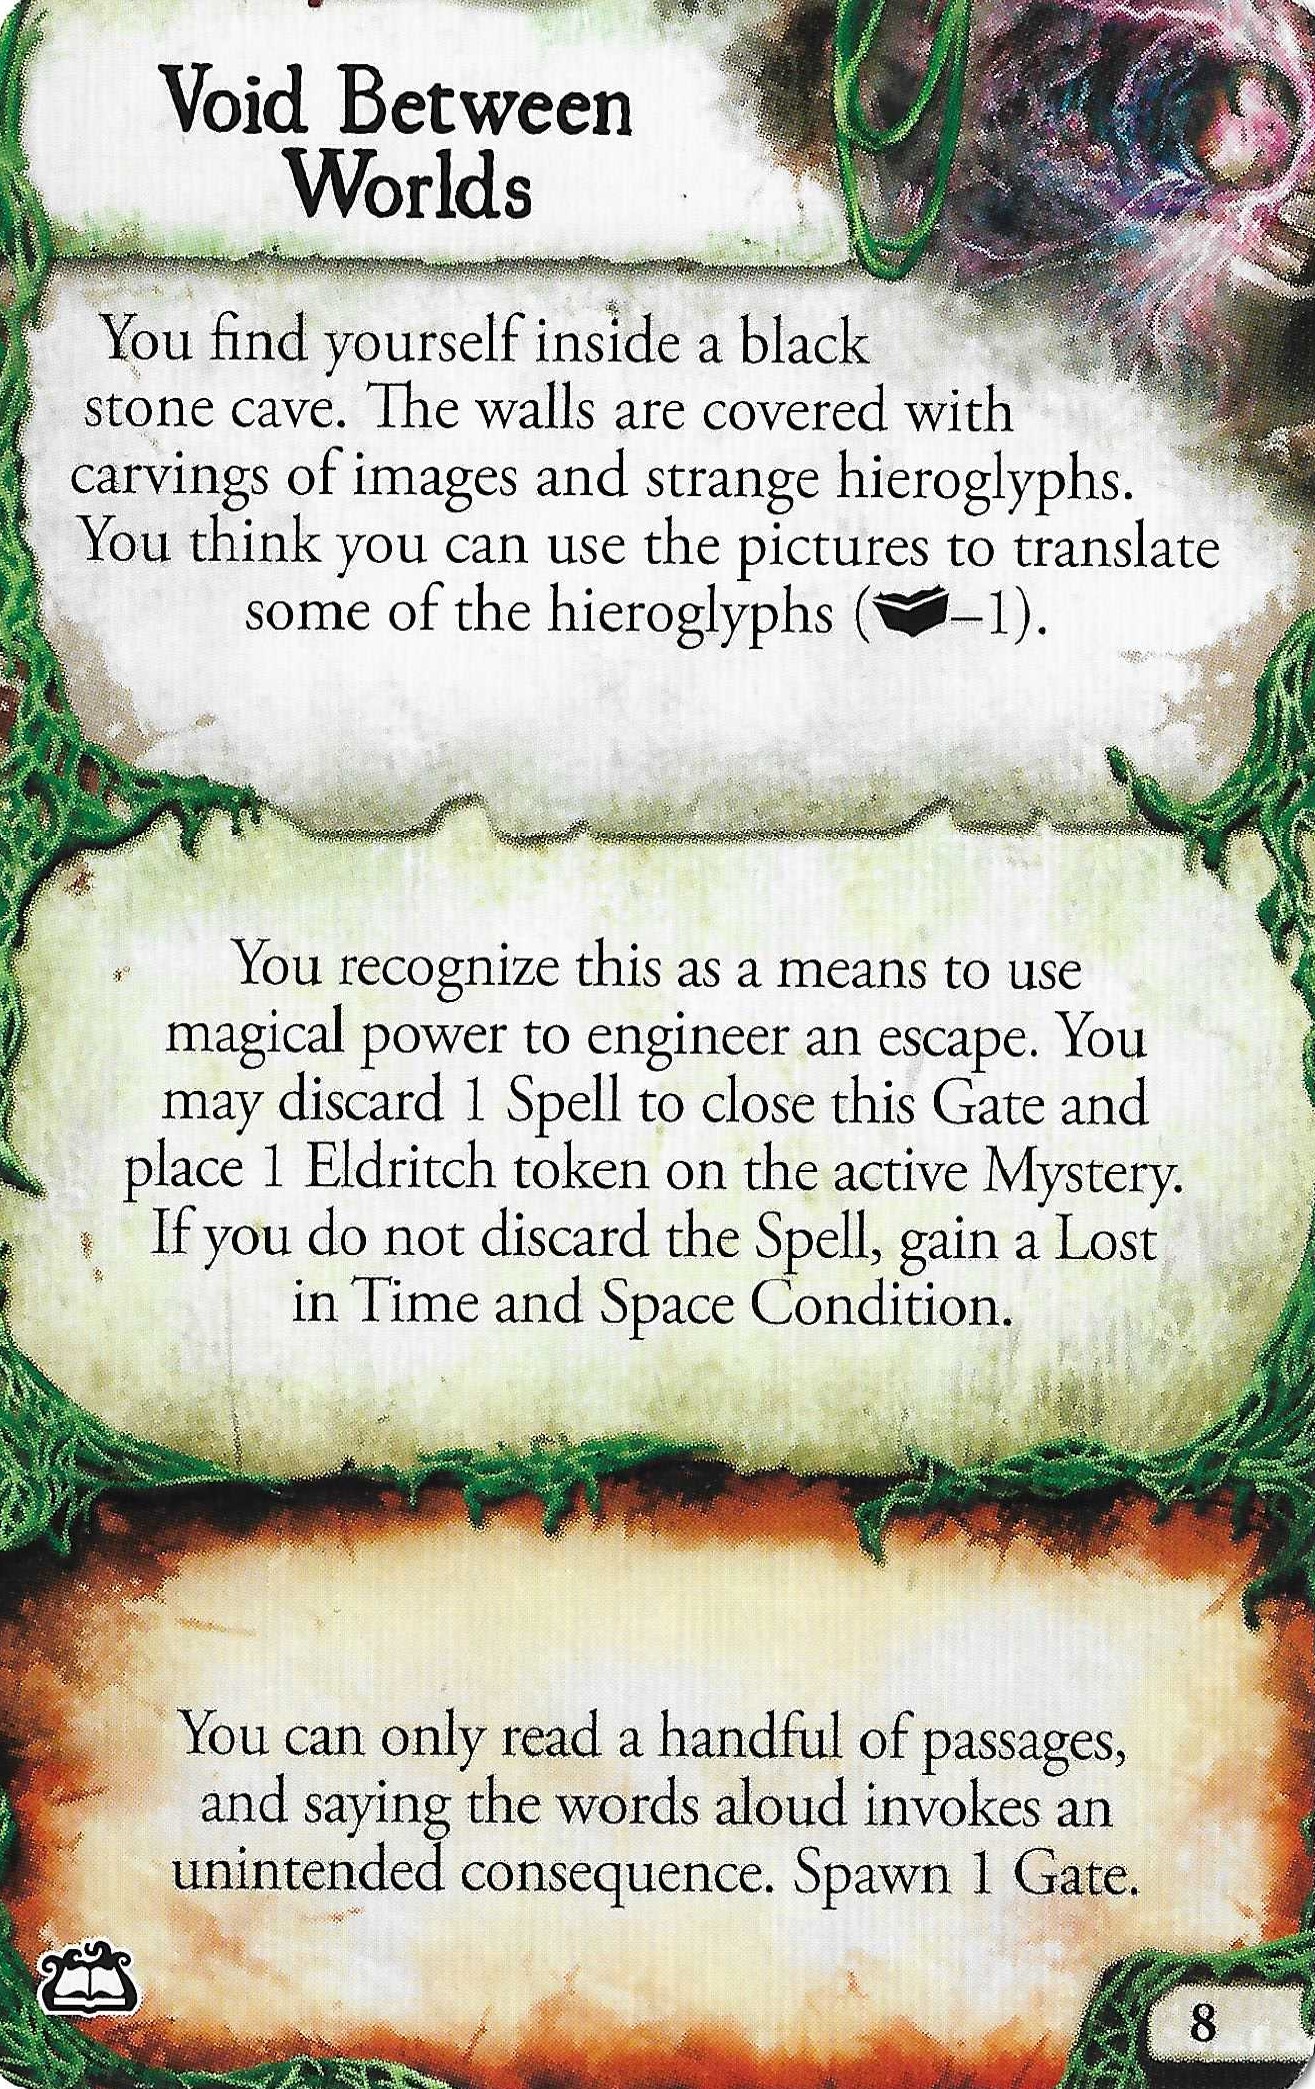 Void Between
Worlds
You find yourself inside a black
stone cave. The walls are covered with
carvings of images and strange hieroglyphs.
You think you can use the pictures to translate
some of the hieroglyphs (–1).
You recognize this as a means to use
magical power to engineer an escape. You
may discard 1 Spell to close this Gate and
place 1 Eldritch token on the active Mystery.
If you do not discard the Spell, gain a Lost
in Time and Space Condition.
You can only read a handful of passages,
and saying the words aloud invokes an
unintended consequence. Spawn 1 Gate.
8